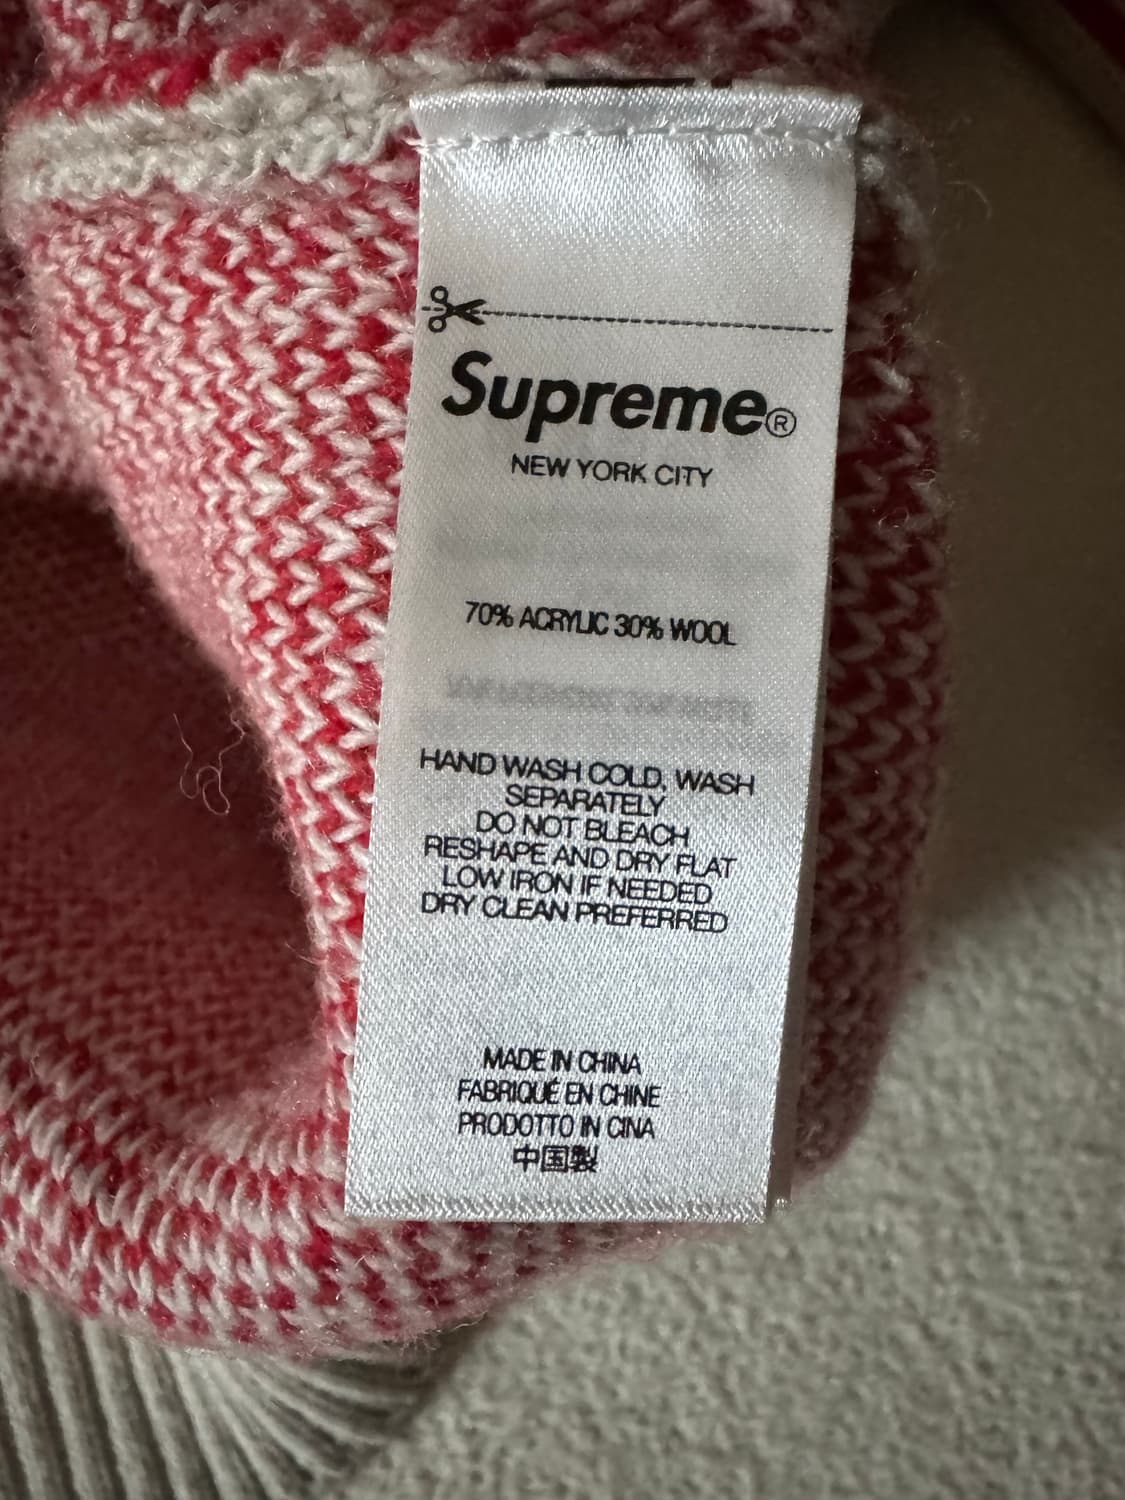 Supreme®
NEW YORK CITY
70% ACRYLIC 30% WOOL
HAND WASH COLD, WASH
SEPARATELY
DO NOT BLEACH
RESHAPE AND DRY FLAT
LOW IRON IF NEEDED
DRY CLEAN PREFERRED
MADE IN CHINA
FABRIQUÉ EN CHINE
PRODOTTO IN CINA
中国製